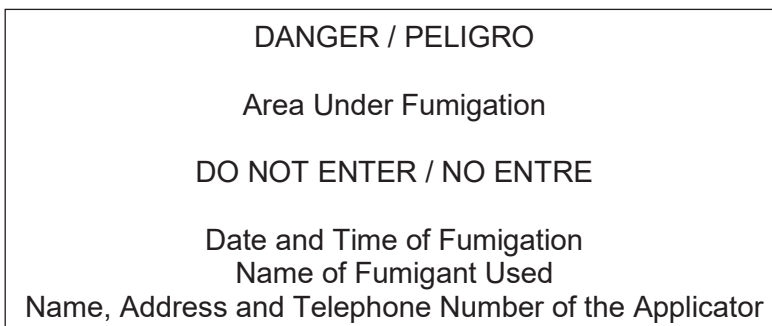 DANGER / PELIGRO
Area Under Fumigation
DO NOT ENTER / NO ENTRE
Date and Time of Fumigation
Name of Fumigant Used
Name, Address and Telephone Number of the Applicator